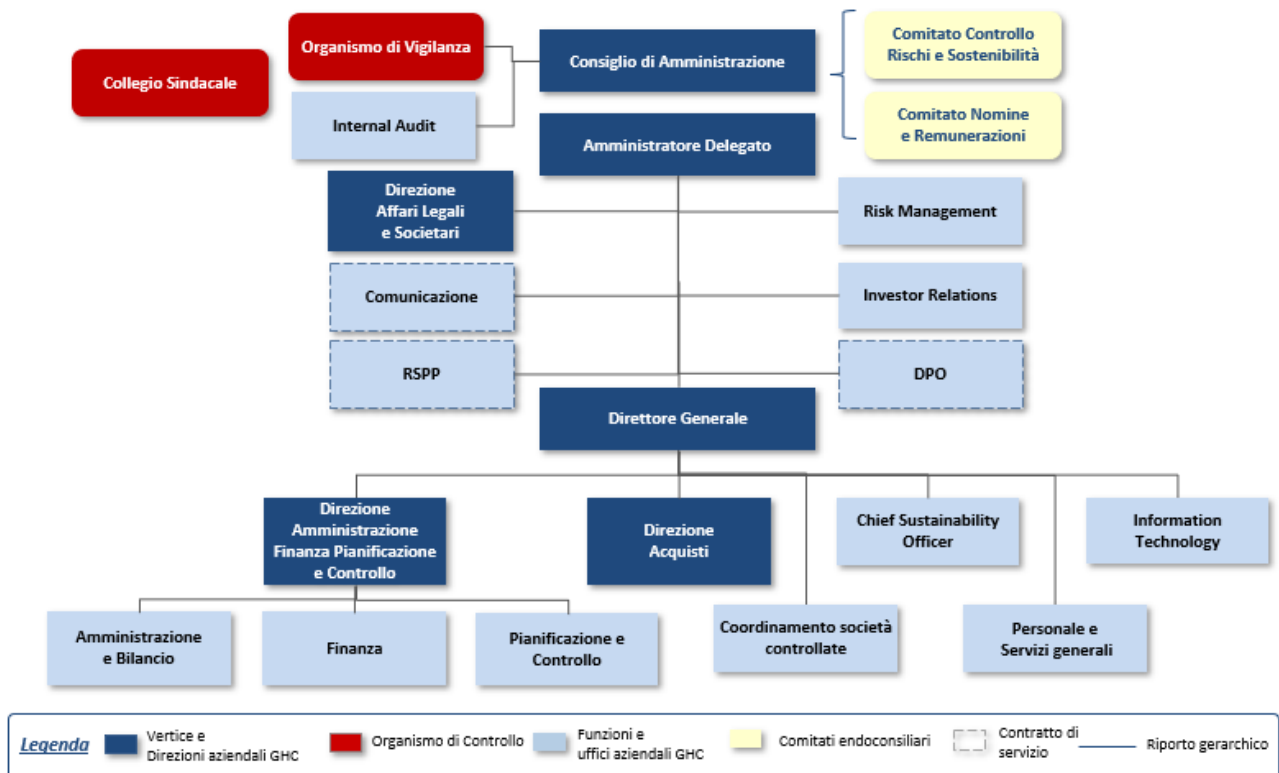 Collegio Sindacale
Organismo di Vigilanza
Internal Audit
Consiglio di Amministrazione
Comitato Controllo
Rischi e Sostenibilità
Comitato Nomine
e Remunerazioni
Amministratore Delegato
Direzione
Affari Legali
e Societari
Risk Management
Comunicazione
Investor Relations
RSPP
DPO
Direttore Generale
Direzione
Amministrazione
Finanza Pianificazione
e Controllo
Direzione
Acquisti
Chief Sustainability
Officer
Information
Technology
Amministrazione
e Bilancio
Finanza
Pianificazione e
Controllo
Coordinamento società
controllate
Personale e
Servizi generali
Legenda
Vertice e
Direzioni aziendali GHC
Organismo di Controllo
Funzioni e
uffici aziendali GHC
Comitati endoconsiliari
Contratto di
servizio
Riporto gerarchico